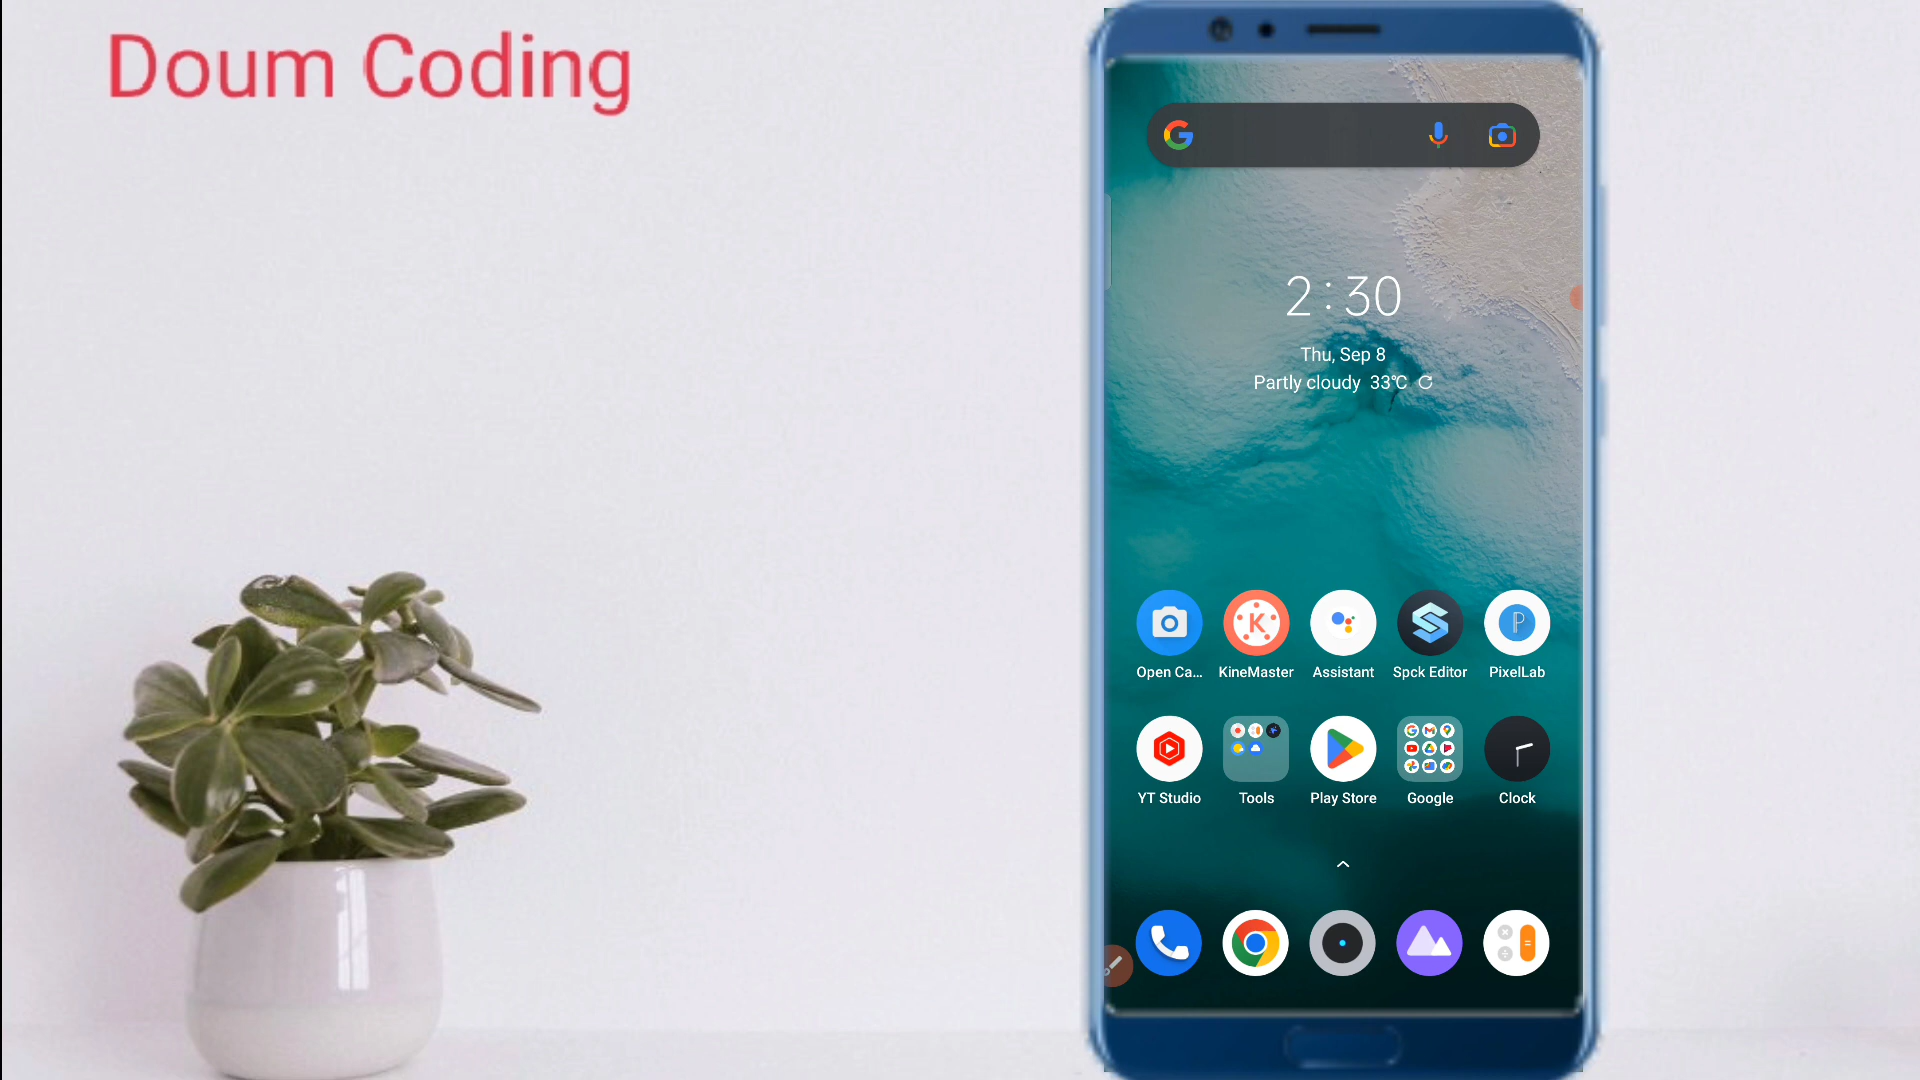 Doum Coding
2:30
Thu, Sep 8
Partly cloudy 33℃
Open Ca... KineMaster Assistant Spck Editor PixelLab
YT Studio Tools Play Store Google Clock